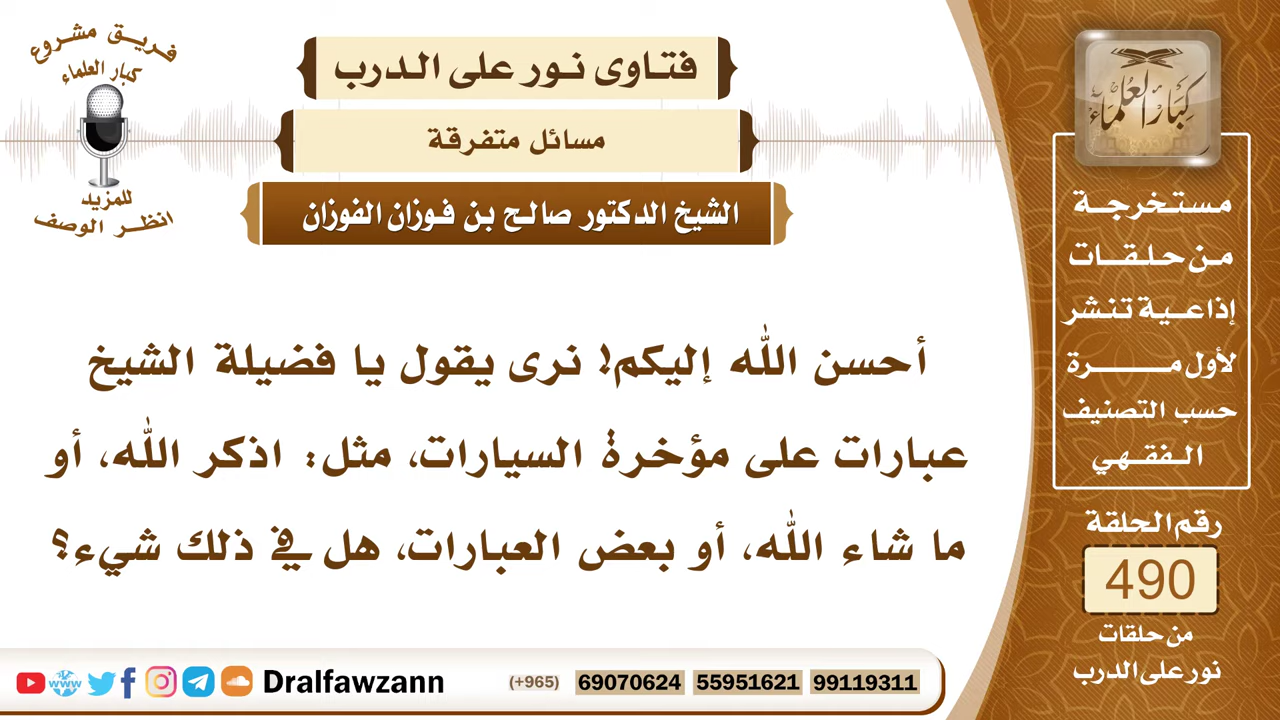 فريق مشروع
كبار العلماء
للمزيد
انظر الوصف
فتاوى نور على الدرب
مسائل متفرقة
الشيخ الدكتور صالح بن فوزان الفوزان
أحسن الله إليكم! نرى يقول يا فضيلة الشيخ
عبارات على مؤخرة السيارات، مثل: اذكر الله، أو
ما شاء الله، أو بعض العبارات، هل في ذلك شيء؟
كبار العلماء
مستخرجة
من حلقات
إذاعية تنشر
لأول مرة
حسب التصنيف
الفقهي
رقم الحلقة
490
من حلقات
نور على الدرب
www
Dralfawzann
(+965) 69070624 55951621 99119311